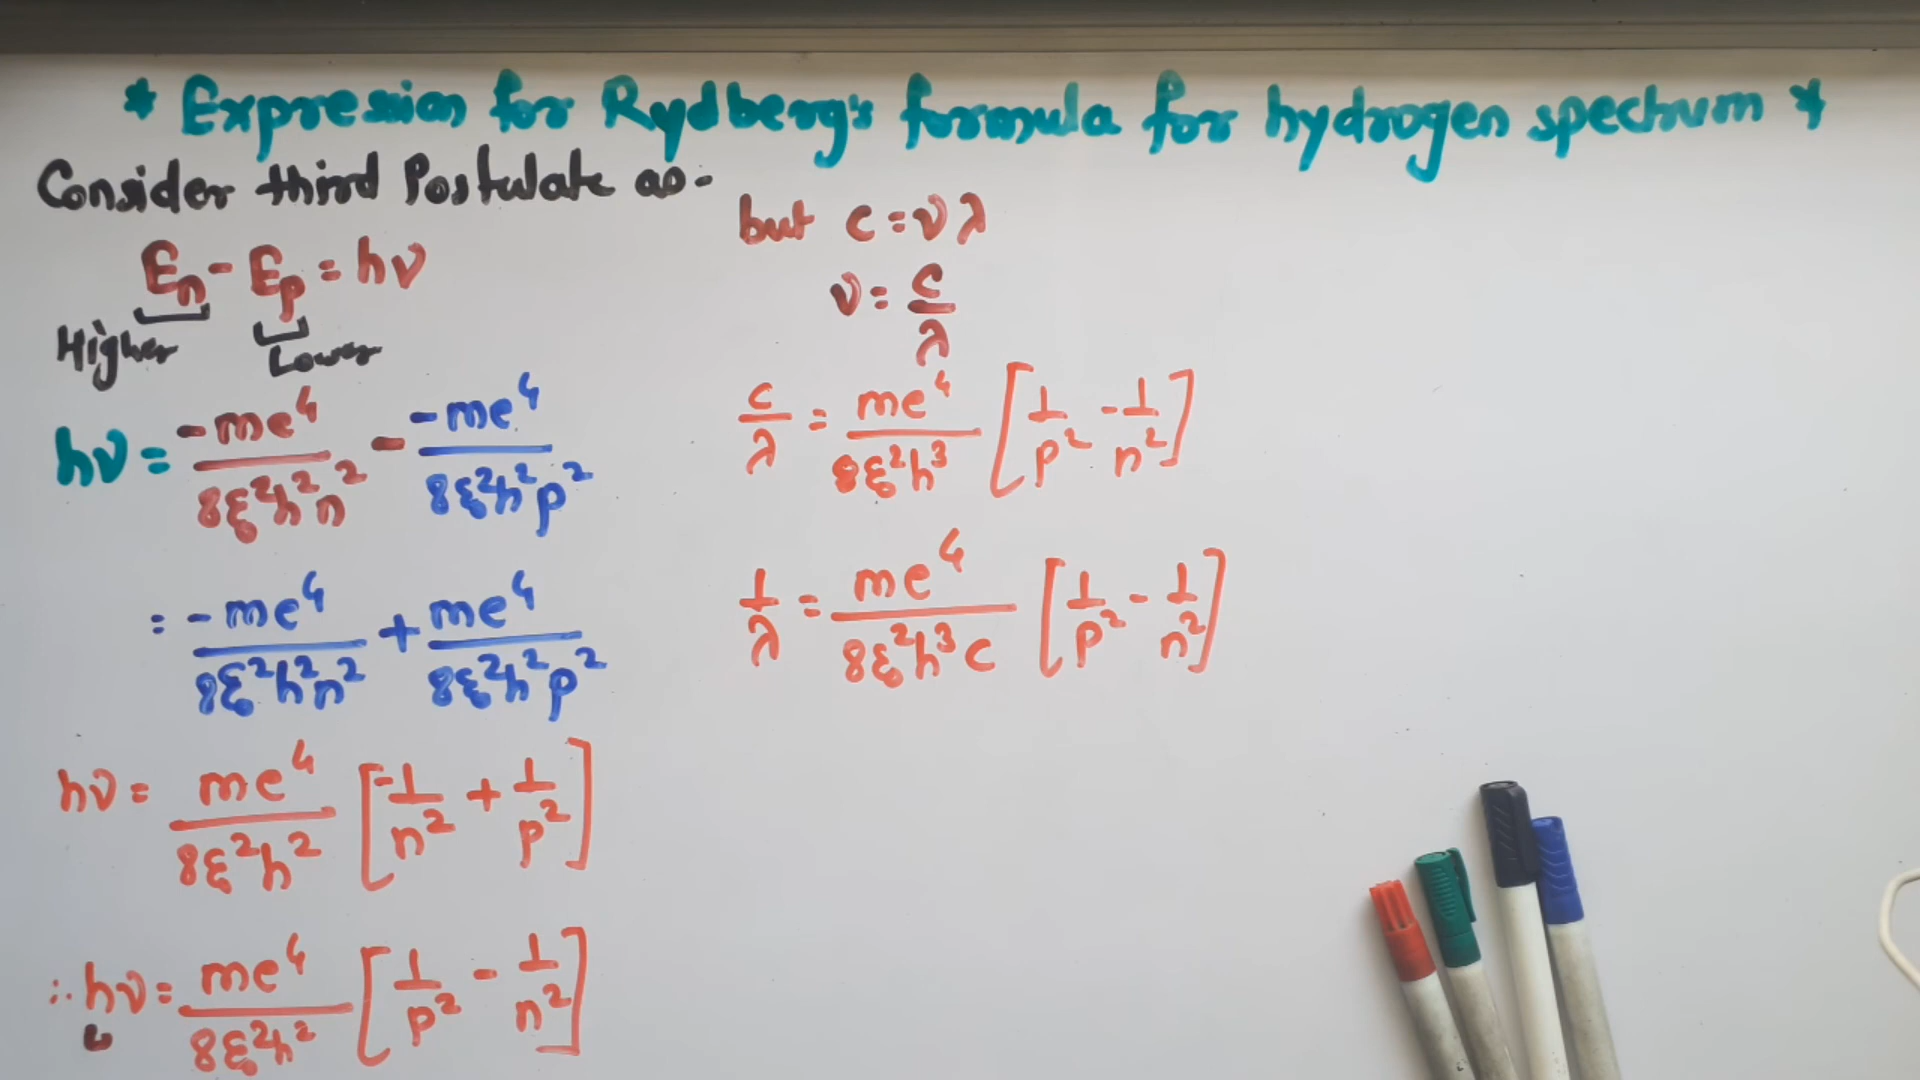 * Expression for Rydberg's formula for hydrogen spectrum *
Consider third Postulate as-
Eₙ - Eₚ = hν
Higher Lower
hν = -me⁴/8ε₀²h²n² - -me⁴/8ε₀²h²p²
= -me⁴/8ε₀²h²n² + me⁴/8ε₀²h²p²
hν = me⁴/8ε₀²h² [-1/n² + 1/p²]
∴ hν = me⁴/8ε₀²h² [1/p² - 1/n²]
but c = νλ
ν = c/λ
c/λ = me⁴/8ε₀²h³ [1/p² - 1/n²]
1/λ = me⁴/8ε₀²h³c [1/p² - 1/n²]